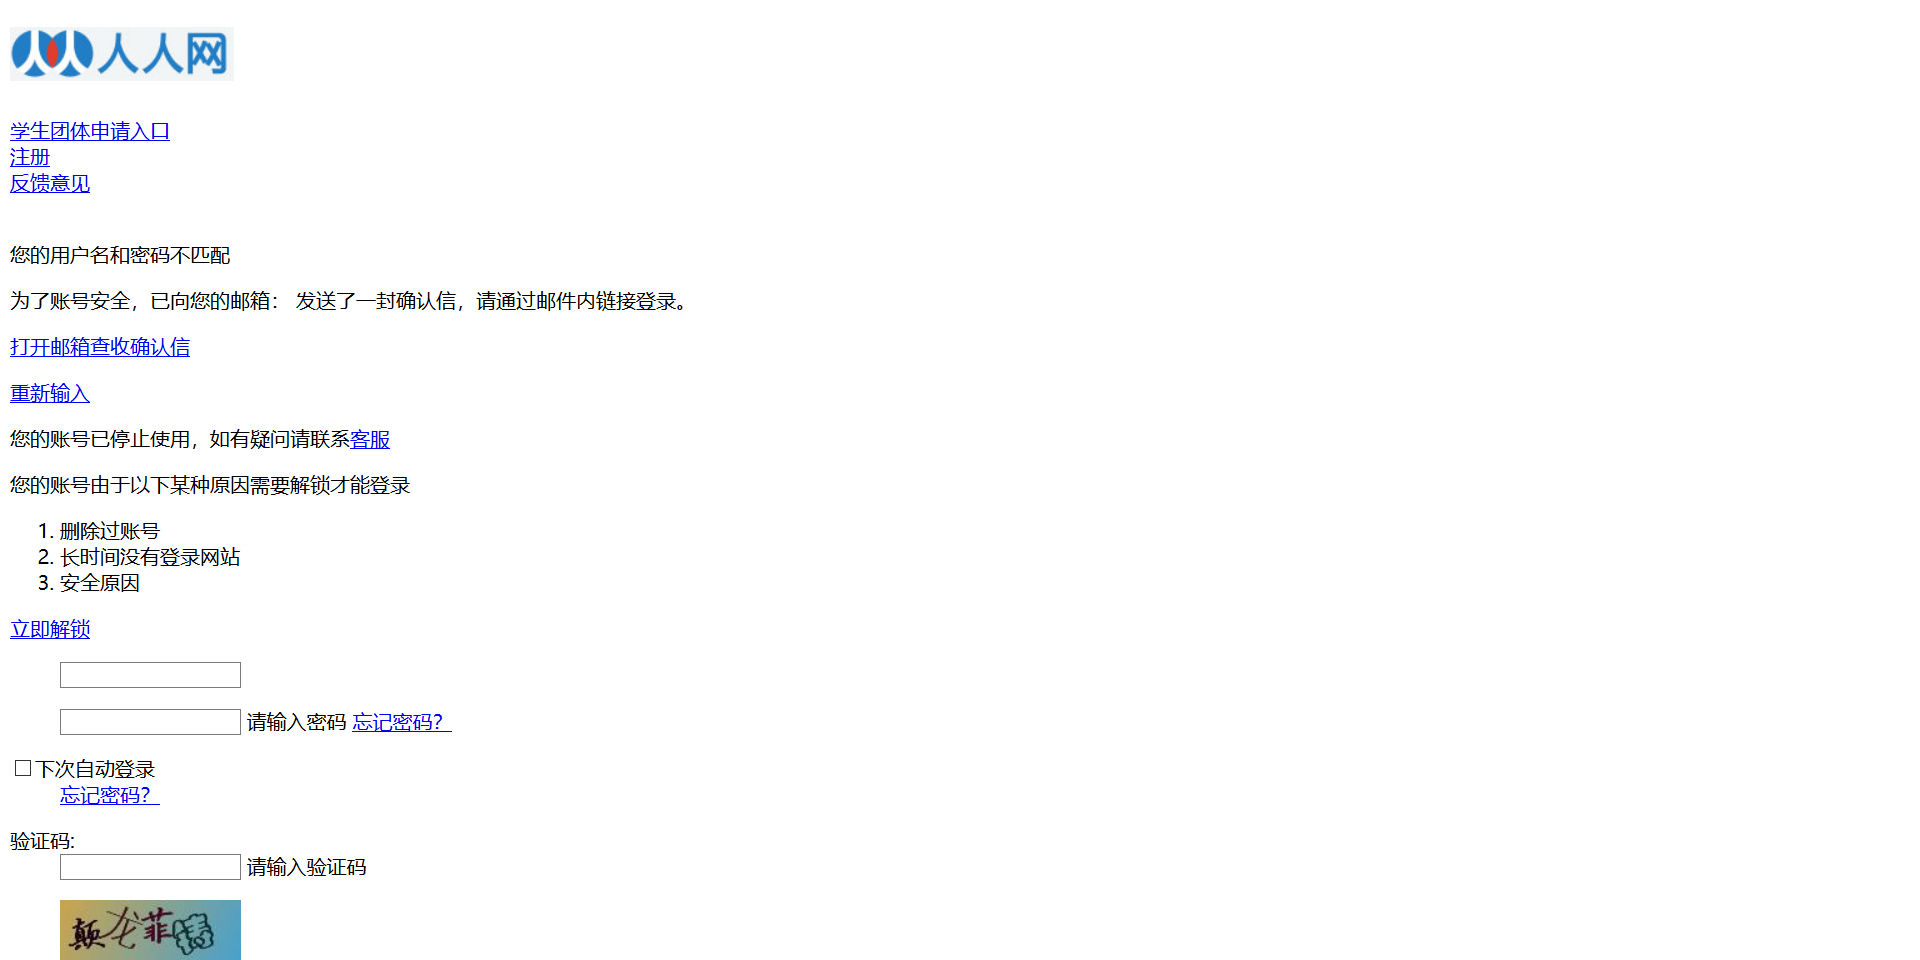 人人网
学生团体申请入口
注册
反馈意见
您的用户名和密码不匹配
为了账号安全，已向您的邮箱： 发送了一封确认信，请通过邮件内链接登录。
打开邮箱查收确认信
重新输入
您的账号已停止使用，如有疑问请联系客服
您的账号由于以下某种原因需要解锁才能登录
1. 删除过账号
2. 长时间没有登录网站
3. 安全原因
立即解锁
请输入密码 忘记密码？
下次自动登录
忘记密码？
验证码:
请输入验证码